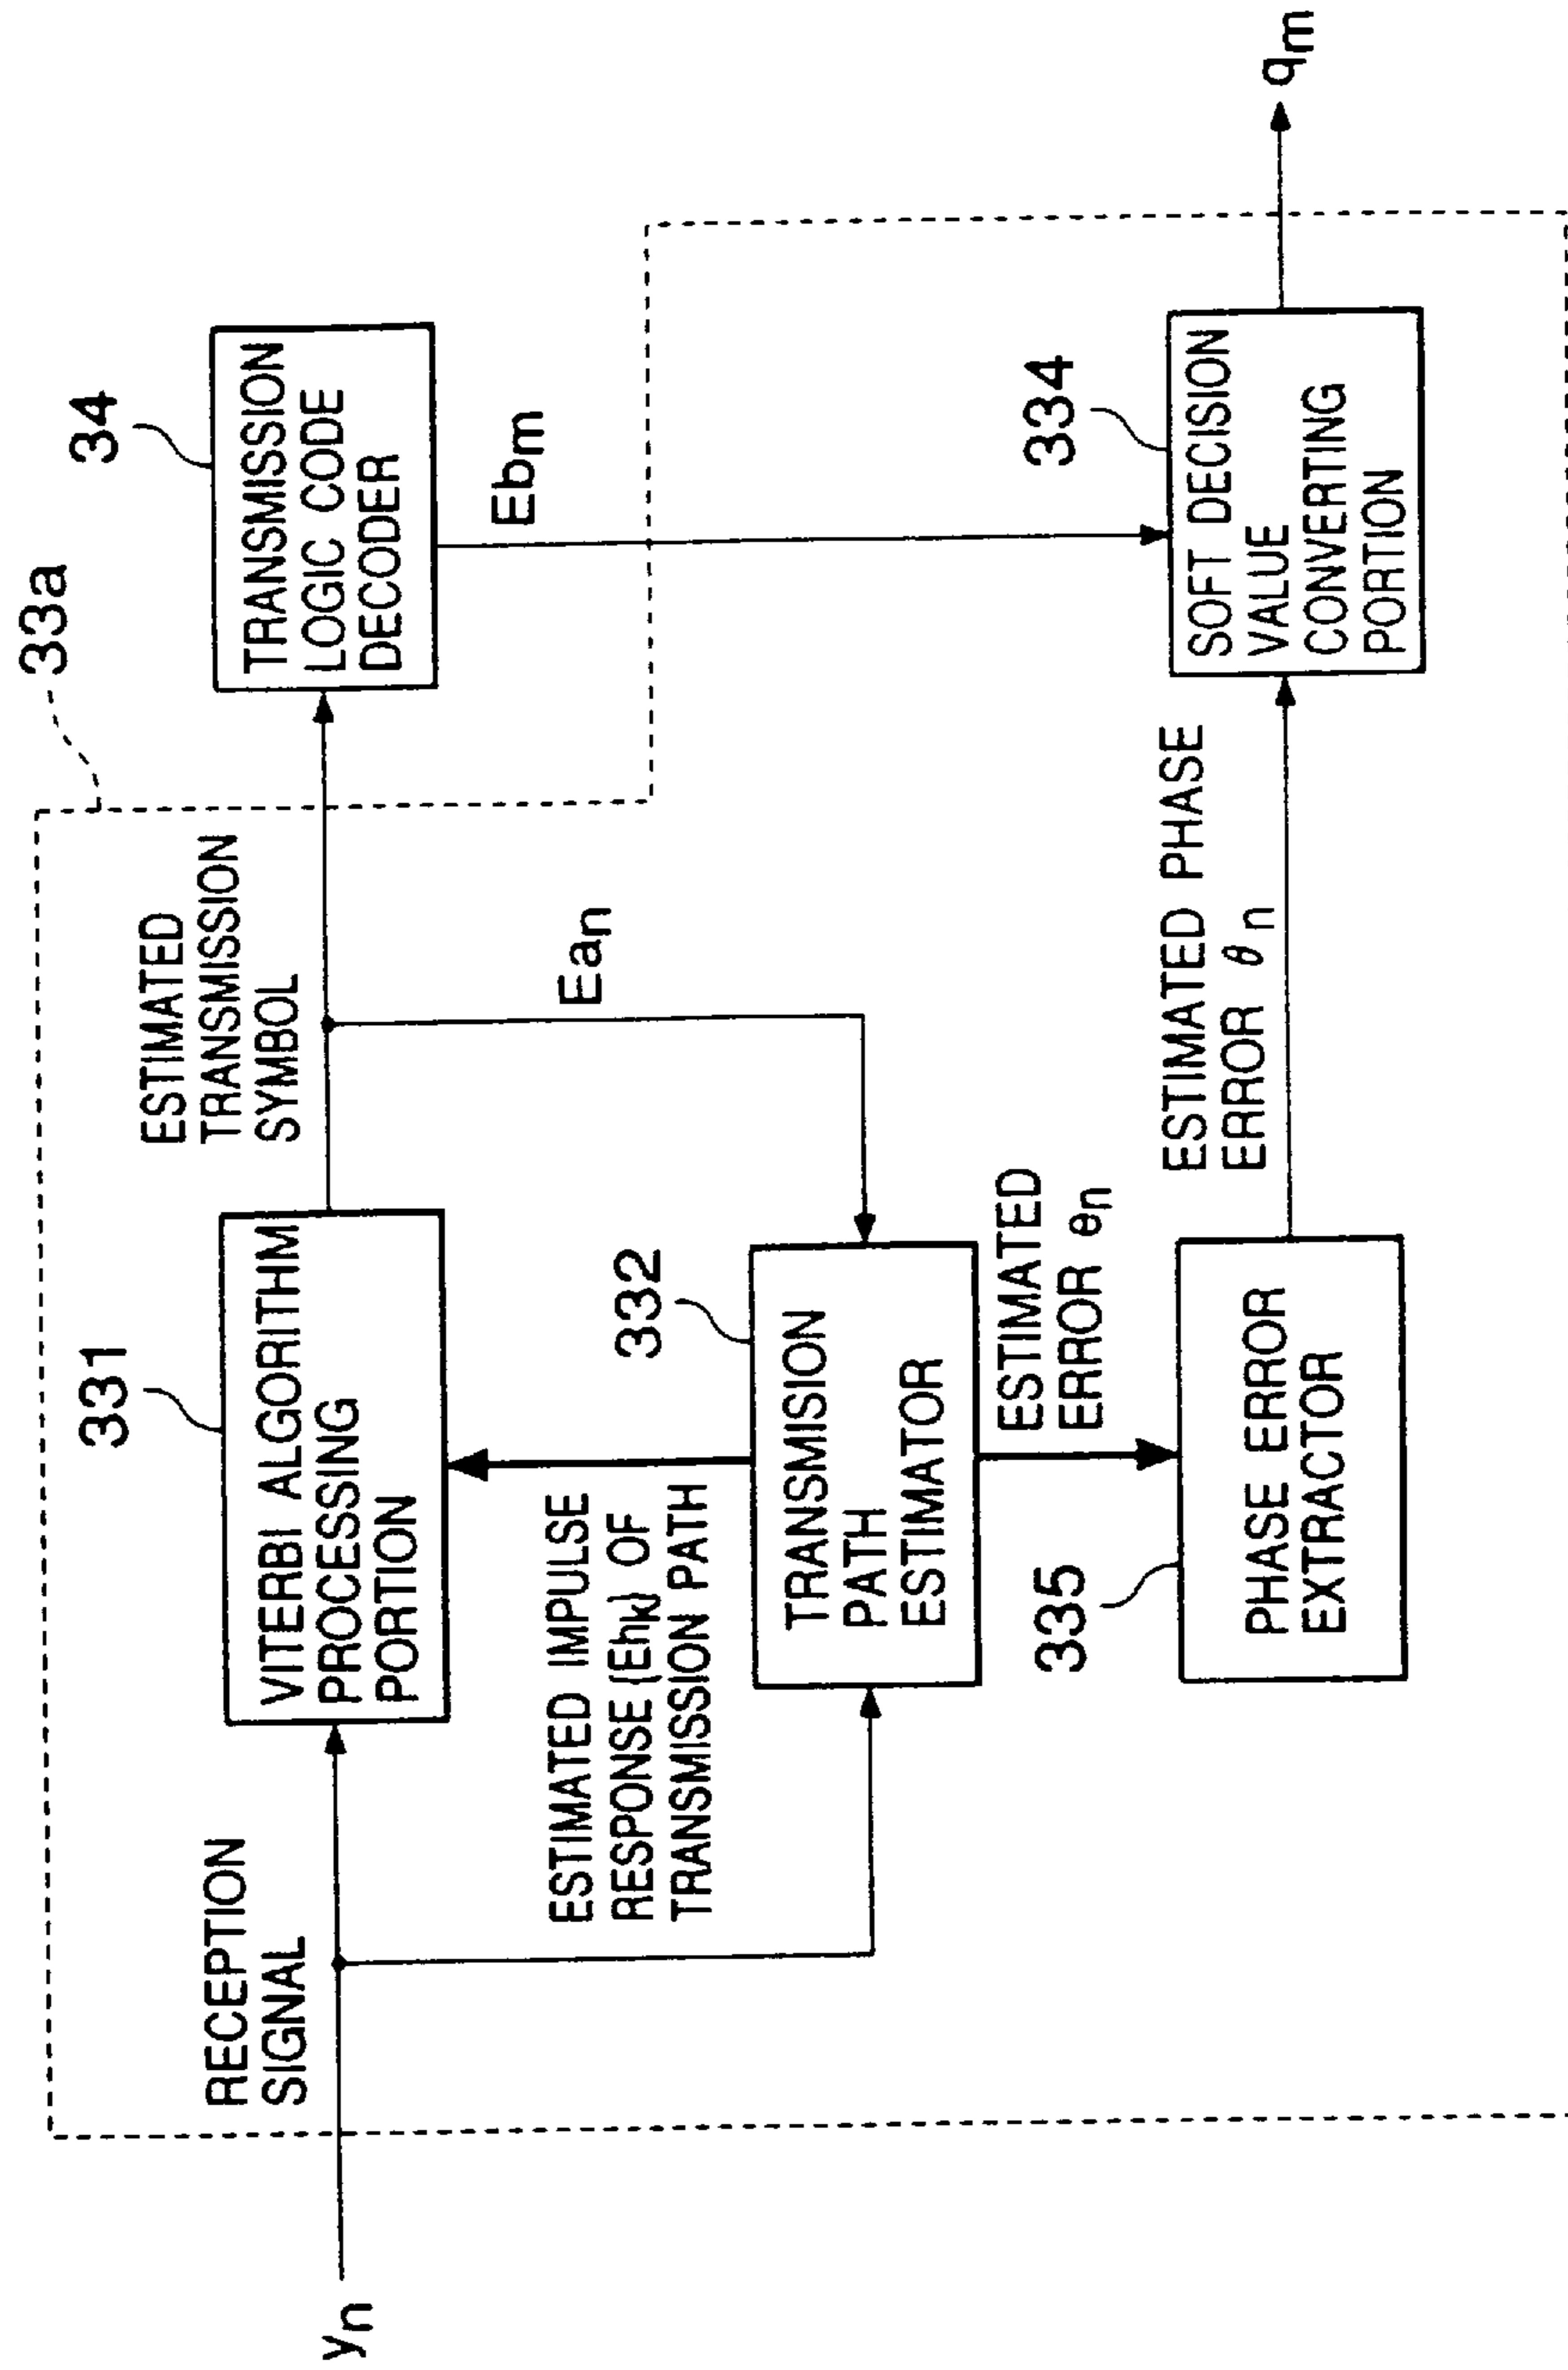 33a
34
TRANSMISSION
LOGIC CODE
DECODER
331
VITERBI ALGORITHM
PROCESSING
PORTION
ESTIMATED
TRANSMISSION
SYMBOL
RECEPTION
SIGNAL
yn
Ean
Ebm
ESTIMATED IMPULSE
RESPONSE {Ehk} OF
TRANSMISSION PATH
332
TRANSMISION
PATH
ESTIMATOR
ESTIMATED
ERROR en
335
PHASE ERROR
EXTRACTOR
ESTIMATED PHASE
ERROR θn
334
SOFT DECISION
VALUE
CONVERTING
PORTION
qm